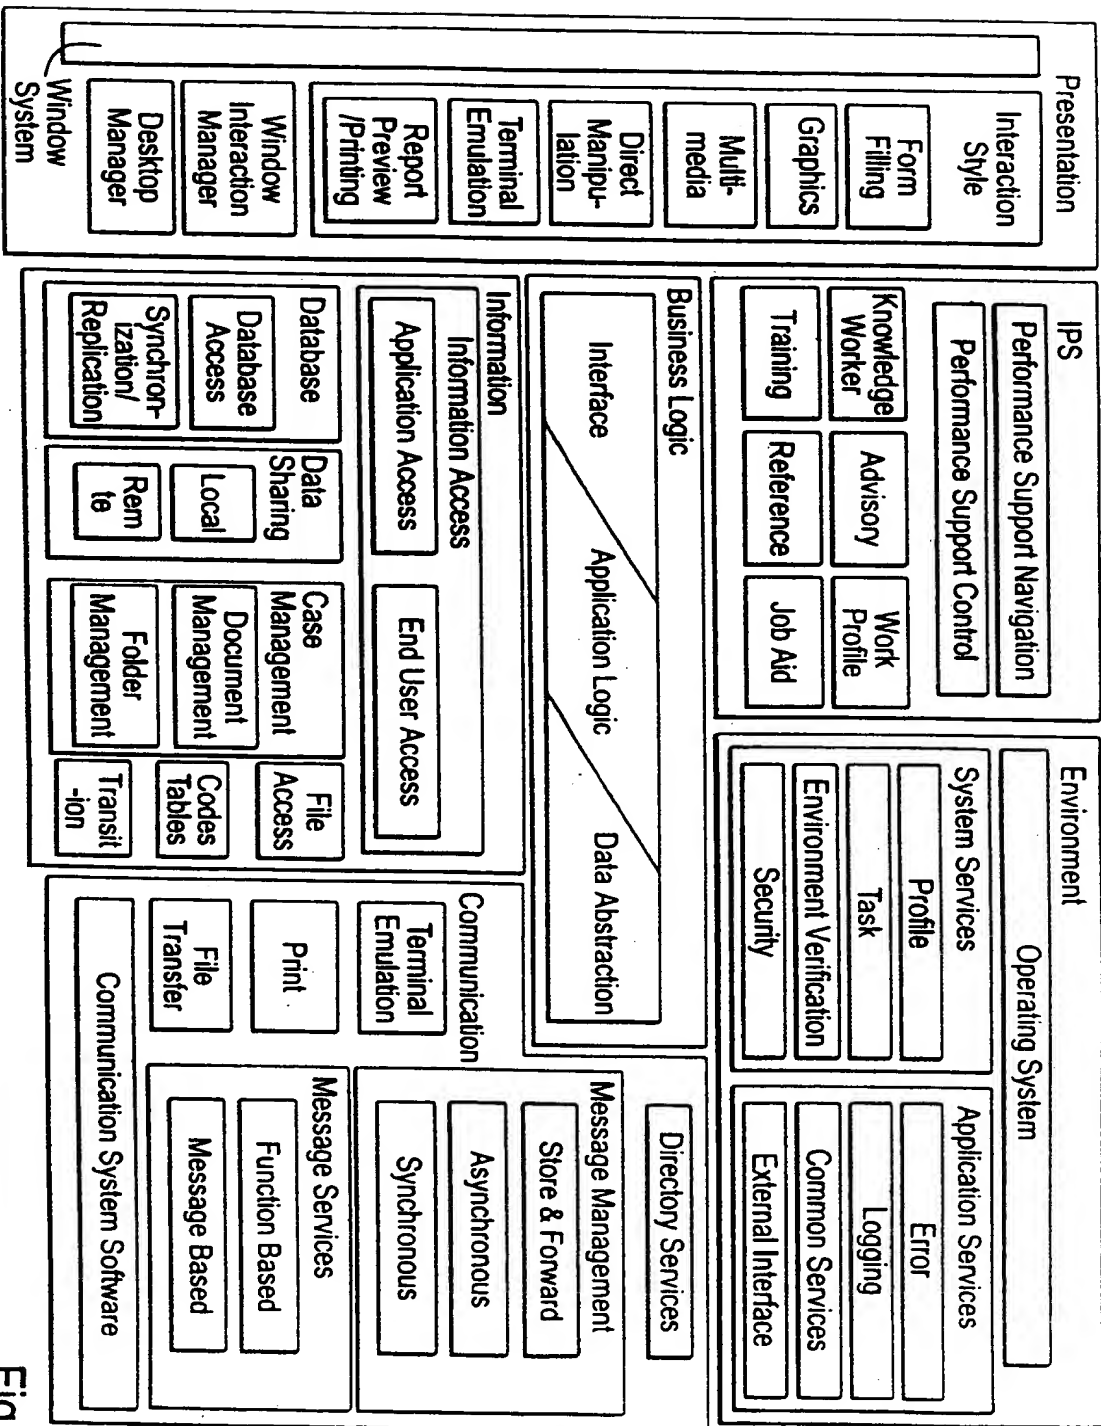 Presentation
Interaction
Style
Form
Filling
Graphics
Multi-
media
Direct
Manipu-
lation
Terminal
Emulation
Report
Preview
/Printing
Window
Interaction
Manager
Desktop
Manager
Window
System
IPS
Performance Support Navigation
Performance Support Control
Knowledge
Worker
Advisory
Work
Profile
Training
Reference
Job Aid
Environment
Operating System
System Services
Profile
Task
Environment Verification
Security
Application Services
Error
Logging
Common Services
External Interface
Business Logic
Interface
Application Logic
Data Abstraction
Information
Information Access
Application Access
End User Access
Database
Database
Access
Synchron-
ization/
Replication
Data
Sharing
Local
Rem
te
Case
Management
Document
Management
Folder
Management
File
Access
Codes
Tables
Transit
-ion
Communication
Terminal
Emulation
Print
File
Transfer
Directory Services
Message Management
Store & Forward
Asynchronous
Synchronous
Message Services
Function Based
Message Based
Communication System Software
Fig